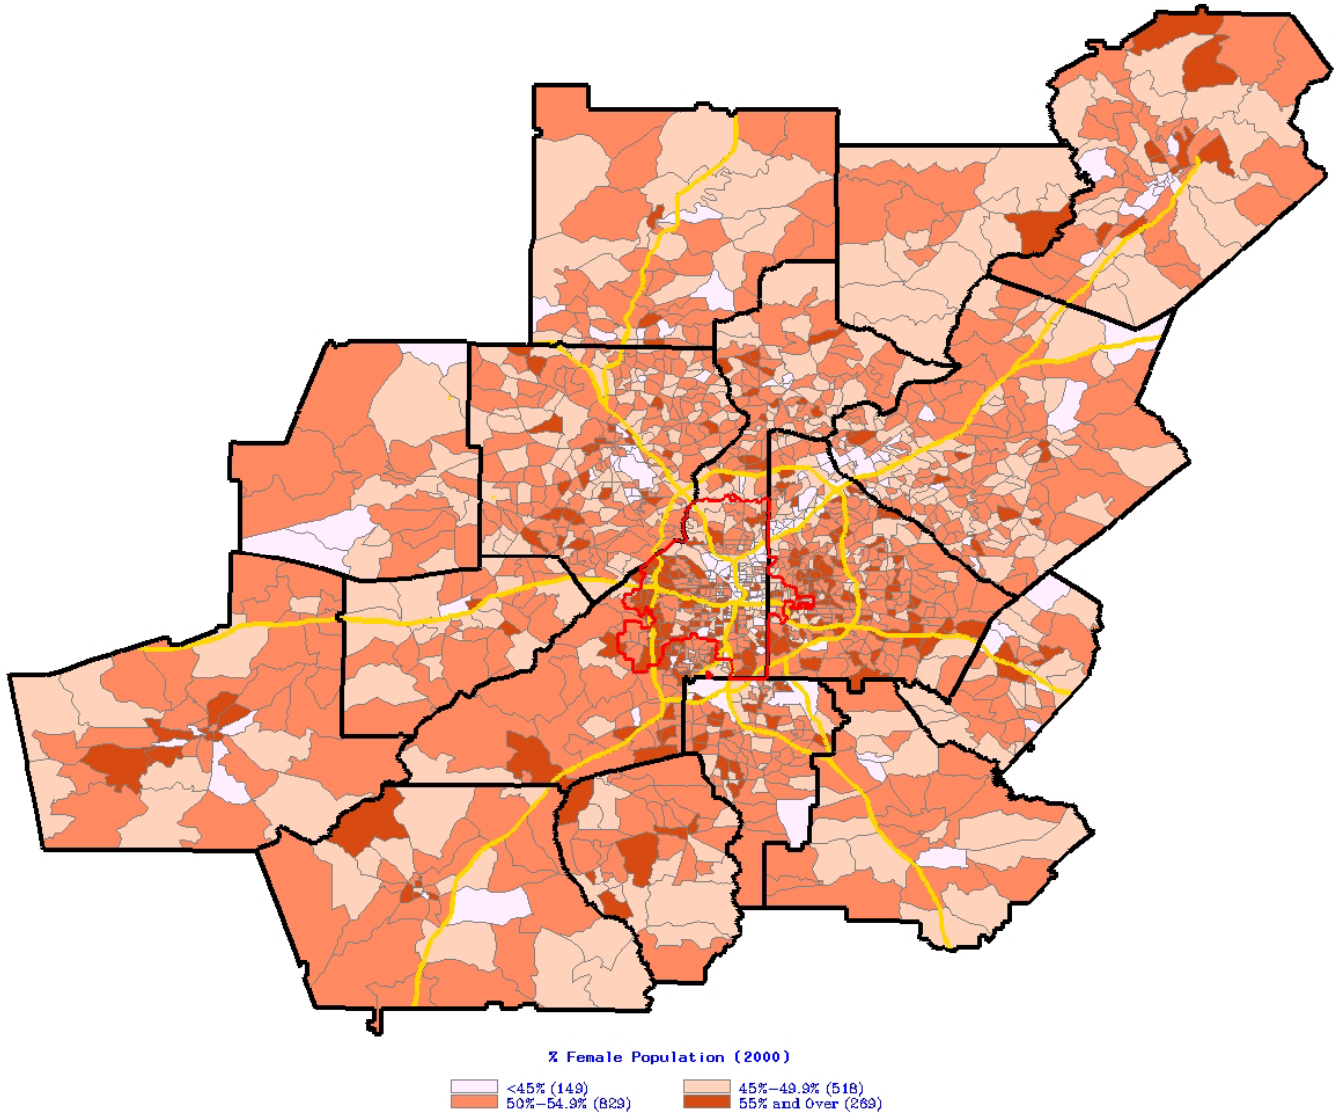 % Female Population (2000)
<45% (149) 45%-49.9% (518)
50%-54.9% (829) 55% and Over (269)